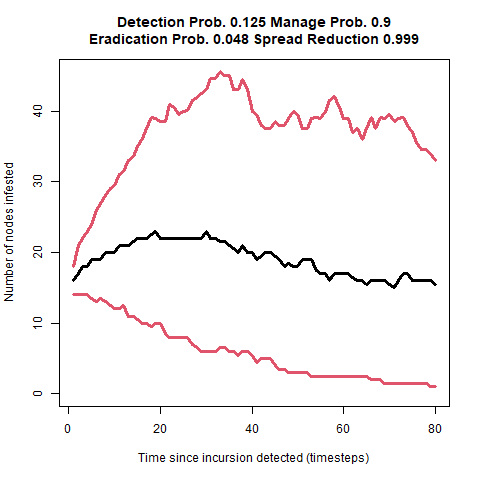 Detection Prob. 0.125 Manage Prob. 0.9
Eradication Prob. 0.048 Spread Reduction 0.999
Number of nodes infested
40
30
20
10
0
0 20 40 60 80
Time since incursion detected (timesteps)